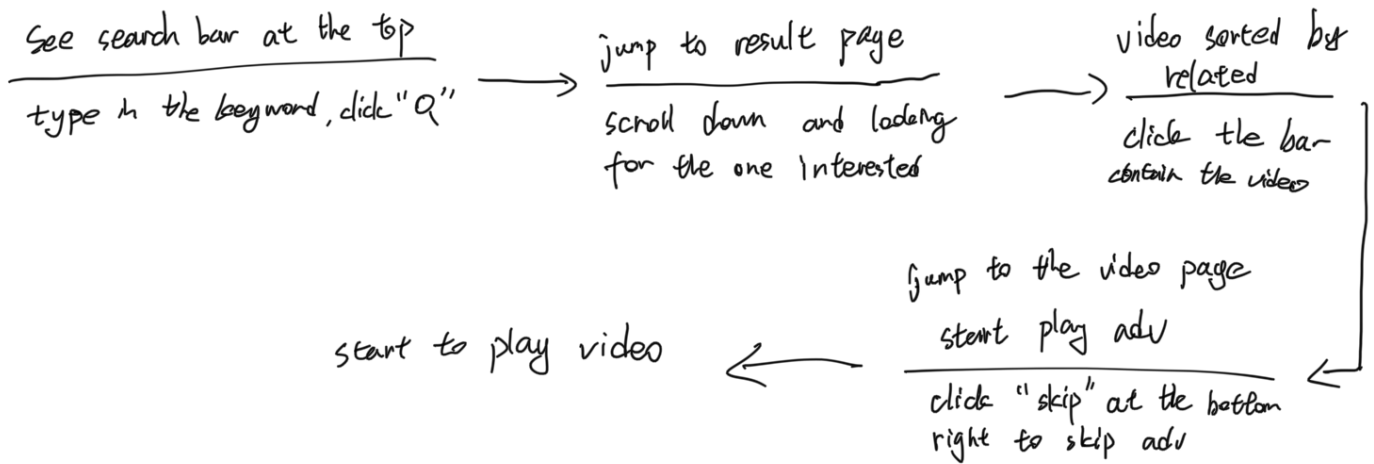 See search bar at the top
type in the keyword, click "Q"
jump to result page
scroll down and looking
for the one interested
video sorted by
related
click the bar
contain the video
jump to the video page
start play adv
click "skip" at the bottom
right to skip adv
start to play video